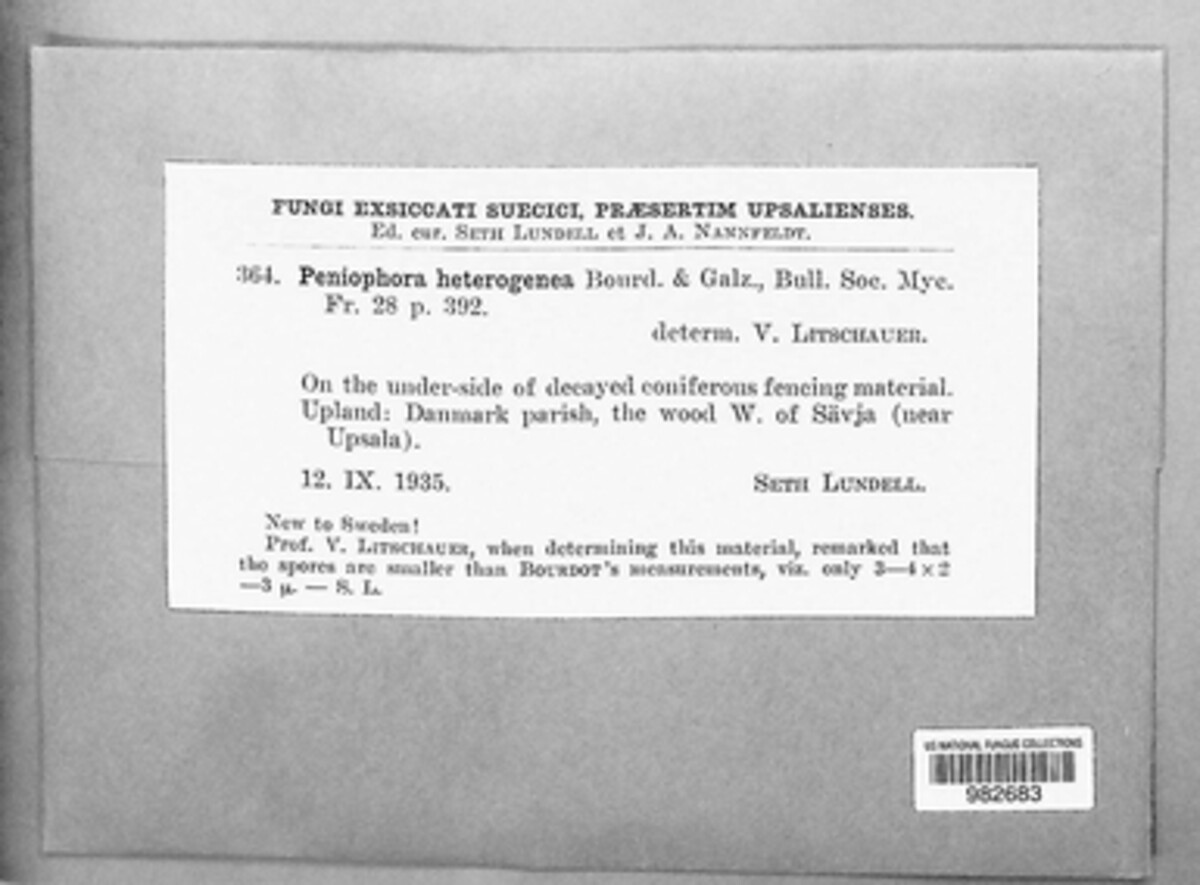 FUNGI EXSICCATI SUECICI, PRÆSERTIM UPSALIENSES.
Ed. cur. SETH LUNDELL et J. A. NANNFELDT.
364. Peniophora heterogenea Bourd. & Galz., Bull. Soc. Myc.
Fr. 28 p. 392.
determ. V. LITSCHAUER.
On the under-side of decayed coniferous fencing material.
Upland: Danmark parish, the wood W. of Sävja (near
Upsala).
12. IX. 1935. SETH LUNDELL.
New to Sweden!
Prof. V. LITSCHAUER, when determining this material, remarked that
the spores are smaller than BOURDOT's measurements, viz. only 3—4 × 2
—3 μ. — S. L.
US NATIONAL FUNGUS COLLECTIONS
982683